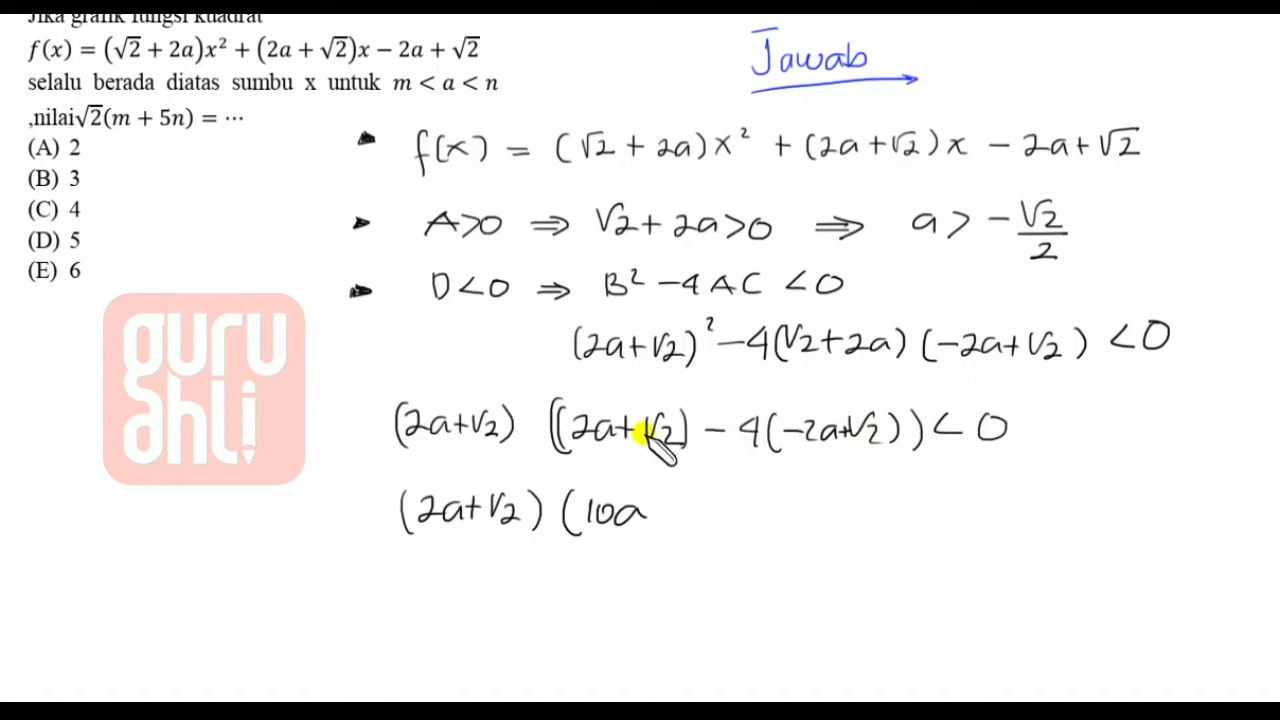 Jika grafik fungsi kuadrat
f(x) = (√2 + 2a)x² + (2a + √2)x − 2a + √2
selalu berada diatas sumbu x untuk m < a < n
,nilai√2(m + 5n) = ⋯
(A) 2
(B) 3
(C) 4
(D) 5
(E) 6
guru
ahli
Jawab
f(x) = (√2 + 2a)x² + (2a+√2)x − 2a+√2
A>0 ⇒ √2+ 2a>0 ⇒ a> −√2/2
D<0 ⇒ B² −4AC <0
(2a+√2)² −4(√2+2a) (−2a+√2) <0
(2a+√2) ((2a+√2) − 4(−2a+√2)) < 0
(2a+√2) (10a